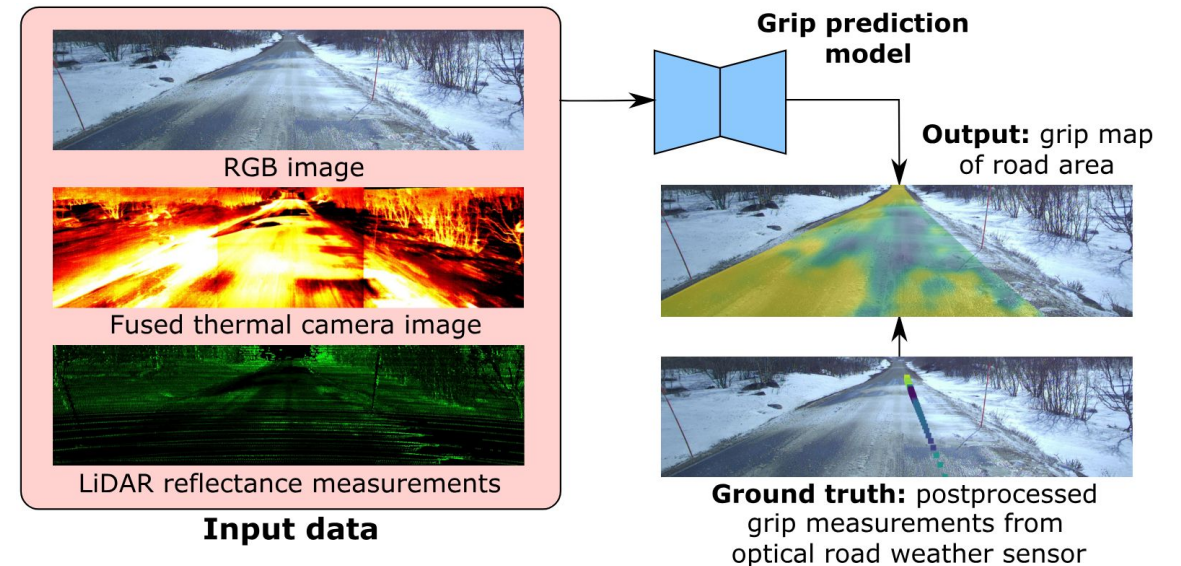 RGB image
Fused thermal camera image
LiDAR reflectance measurements
Input data
Grip prediction
model
Output: grip map
of road area
Ground truth: postprocessed
grip measurements from
optical road weather sensor